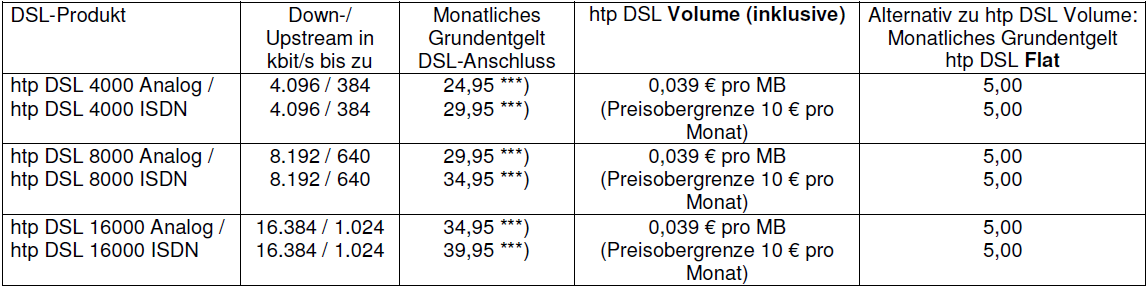 DSL-Produkt
Down-/
Upstream in
kbit/s bis zu
Monatliches
Grundentgelt
DSL-Anschluss
htp DSL Volume (inklusive)
Alternativ zu htp DSL Volume:
Monatliches Grundentgelt
htp DSL Flat
htp DSL 4000 Analog /
htp DSL 4000 ISDN
4.096 / 384
4.096 / 384
24,95 ***)
29,95 ***)
0,039 € pro MB
(Preisobergrenze 10 € pro
Monat)
5,00
5,00
htp DSL 8000 Analog /
htp DSL 8000 ISDN
8.192 / 640
8.192 / 640
29,95 ***)
34,95 ***)
0,039 € pro MB
(Preisobergrenze 10 € pro
Monat)
5,00
5,00
htp DSL 16000 Analog /
htp DSL 16000 ISDN
16.384 / 1.024
16.384 / 1.024
34,95 ***)
39,95 ***)
0,039 € pro MB
(Preisobergrenze 10 € pro
Monat)
5,00
5,00